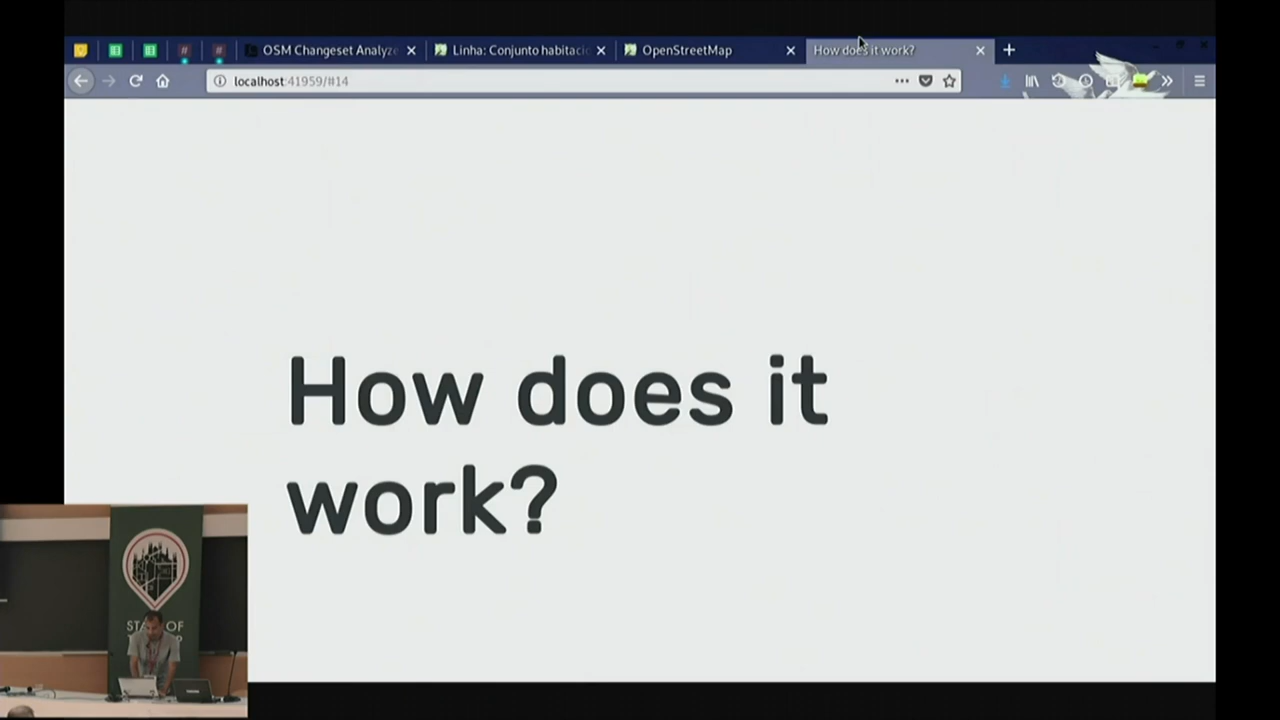 OSM Changeset Analyze
Linha: Conjunto habitaci
OpenStreetMap
How does it work?
localhost:41959/#14
How does it
work?